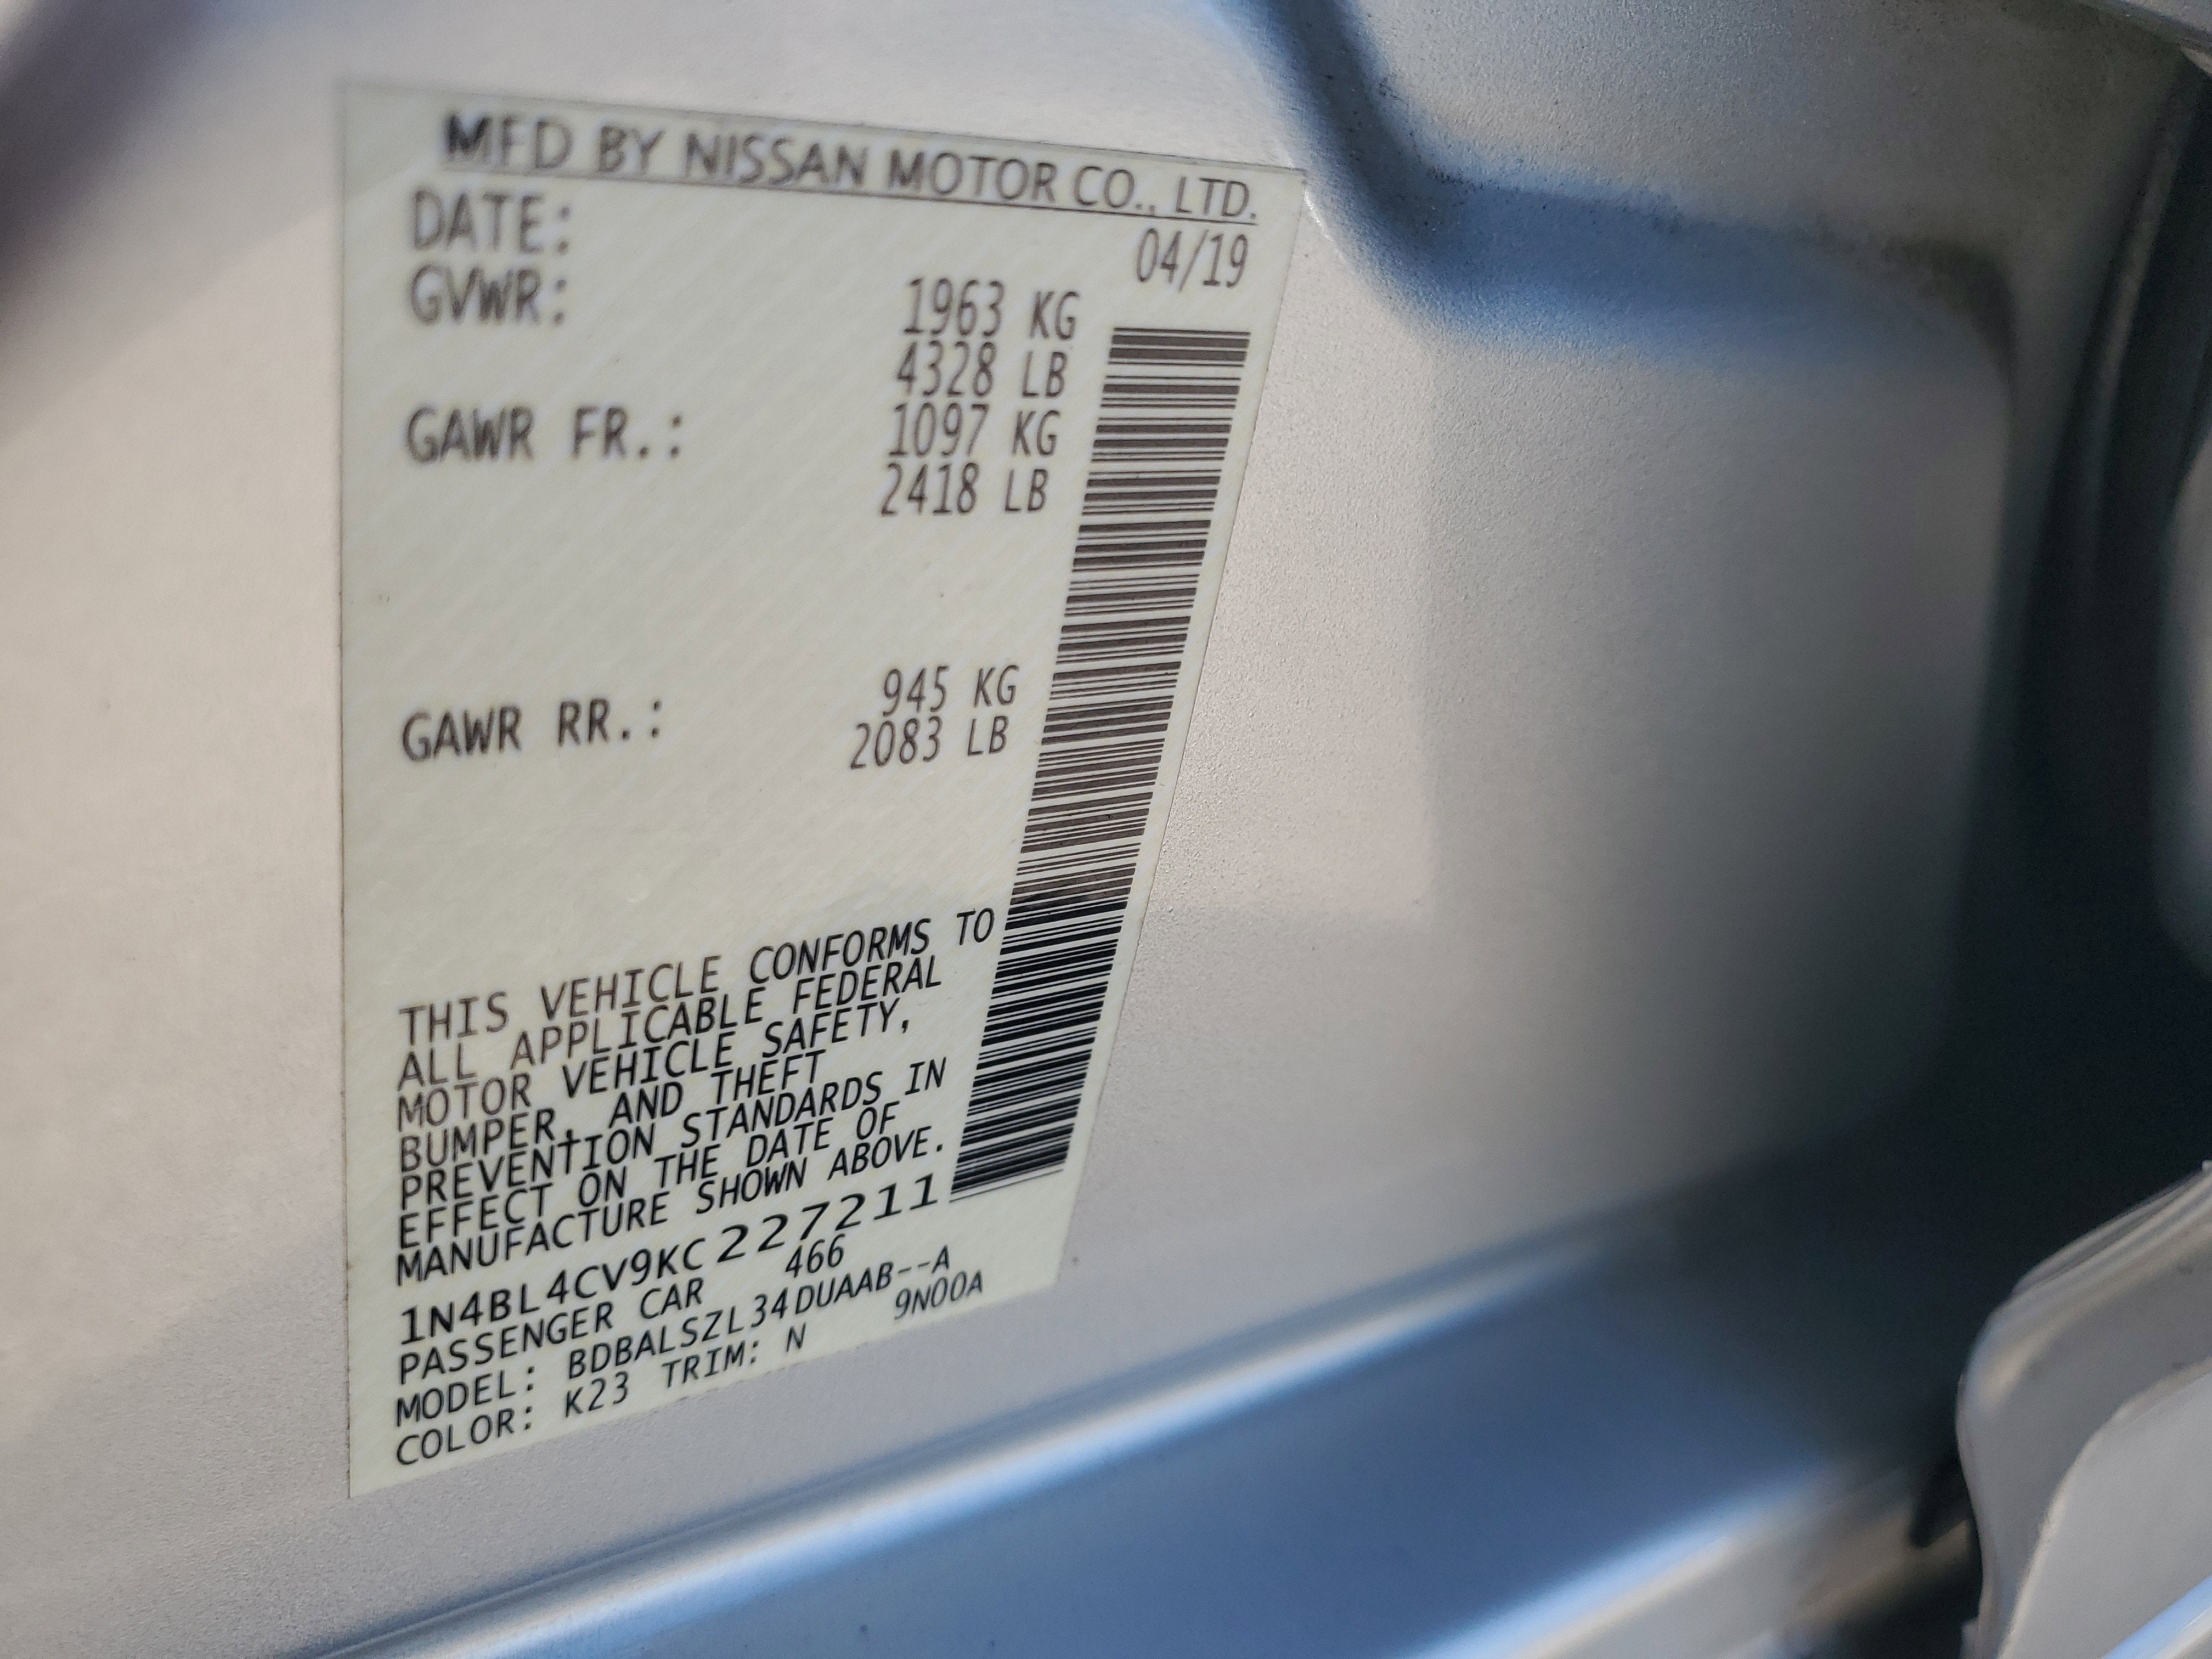 MFD BY NISSAN MOTOR CO., LTD.
DATE: 04/19
GVWR: 1963 KG
4328 LB
GAWR FR.: 1097 KG
2418 LB
GAWR RR.: 945 KG
2083 LB
THIS VEHICLE CONFORMS TO
ALL APPLICABLE FEDERAL
MOTOR VEHICLE SAFETY,
BUMPER, AND THEFT
PREVENTION STANDARDS IN
EFFECT ON THE DATE OF
MANUFACTURE SHOWN ABOVE.
1N4BL4CV9KC227211
PASSENGER CAR 466
MODEL: BDBALSZL34DUAAB--A
COLOR: K23 TRIM: N 9N00A